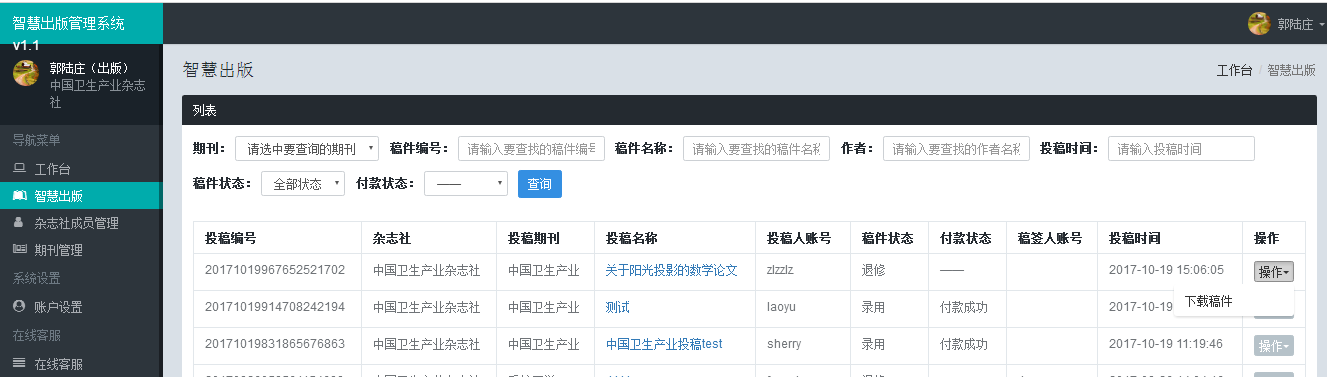 智慧出版管理系统
v1.1
郭陆庄
郭陆庄（出版）
中国卫生产业杂志
社
导航菜单
工作台
智慧出版
杂志社成员管理
期刊管理
系统设置
账户设置
在线客服
在线客服
智慧出版
工作台 / 智慧出版
列表
期刊： 请选中要查询的期刊 稿件编号： 请输入要查找的稿件编号 稿件名称： 请输入要查找的稿件名称 作者： 请输入要查找的作者名称 投稿时间： 请输入投稿时间
稿件状态： 全部状态 付款状态： —— 查询
投稿编号 杂志社 投稿期刊 投稿名称 投稿人账号 稿件状态 付款状态 稿签人账号 投稿时间 操作
20171019967652521702 中国卫生产业杂志社 中国卫生产业 关于阳光投影的数学论文 zlzzlz 退修 —— 2017-10-19 15:06:05 操作
下载稿件
20171019914708242194 中国卫生产业杂志社 中国卫生产业 测试 laoyu 录用 付款成功 2017-10-19
20171019831865676863 中国卫生产业杂志社 中国卫生产业 中国卫生产业投稿test sherry 录用 付款成功 2017-10-19 11:19:46 操作